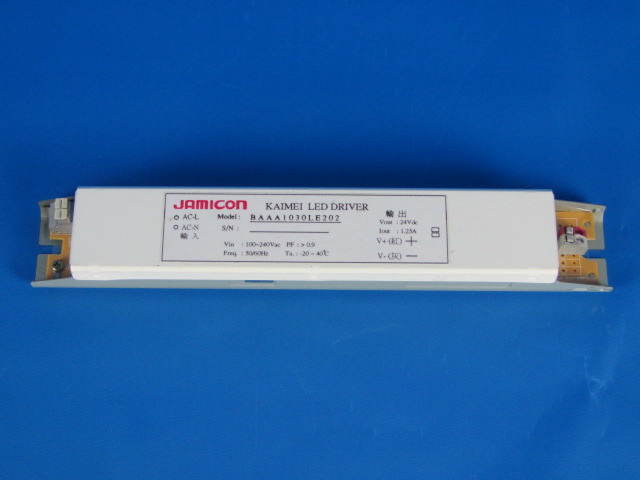 JAMICON KAIMEI LED DRIVER 輸出
AC-L Model : BAAA1030LE202 Vout : 24Vdc
AC-N S/N : Iout : 1.25A
輸入 V+(紅) +
Vin : 100~240Vac PF : > 0.9 V-(灰) —
Freq. : 50/60Hz Ta. : -20 ~ 40℃